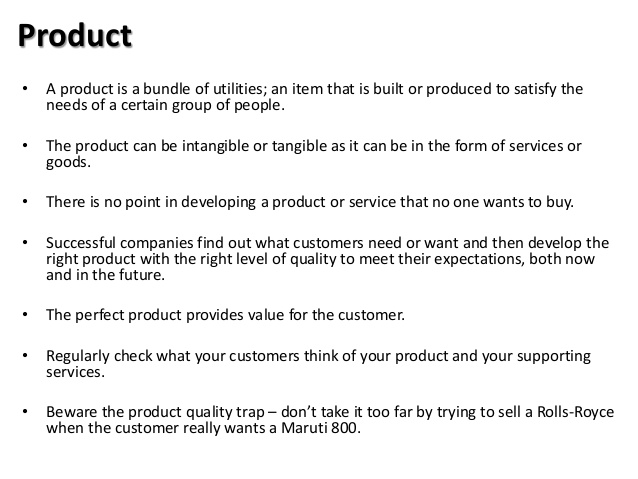 Product
• A product is a bundle of utilities; an item that is built or produced to satisfy the
needs of a certain group of people.
• The product can be intangible or tangible as it can be in the form of services or
goods.
• There is no point in developing a product or service that no one wants to buy.
• Successful companies find out what customers need or want and then develop the
right product with the right level of quality to meet their expectations, both now
and in the future.
• The perfect product provides value for the customer.
• Regularly check what your customers think of your product and your supporting
services.
• Beware the product quality trap – don’t take it too far by trying to sell a Rolls-Royce
when the customer really wants a Maruti 800.